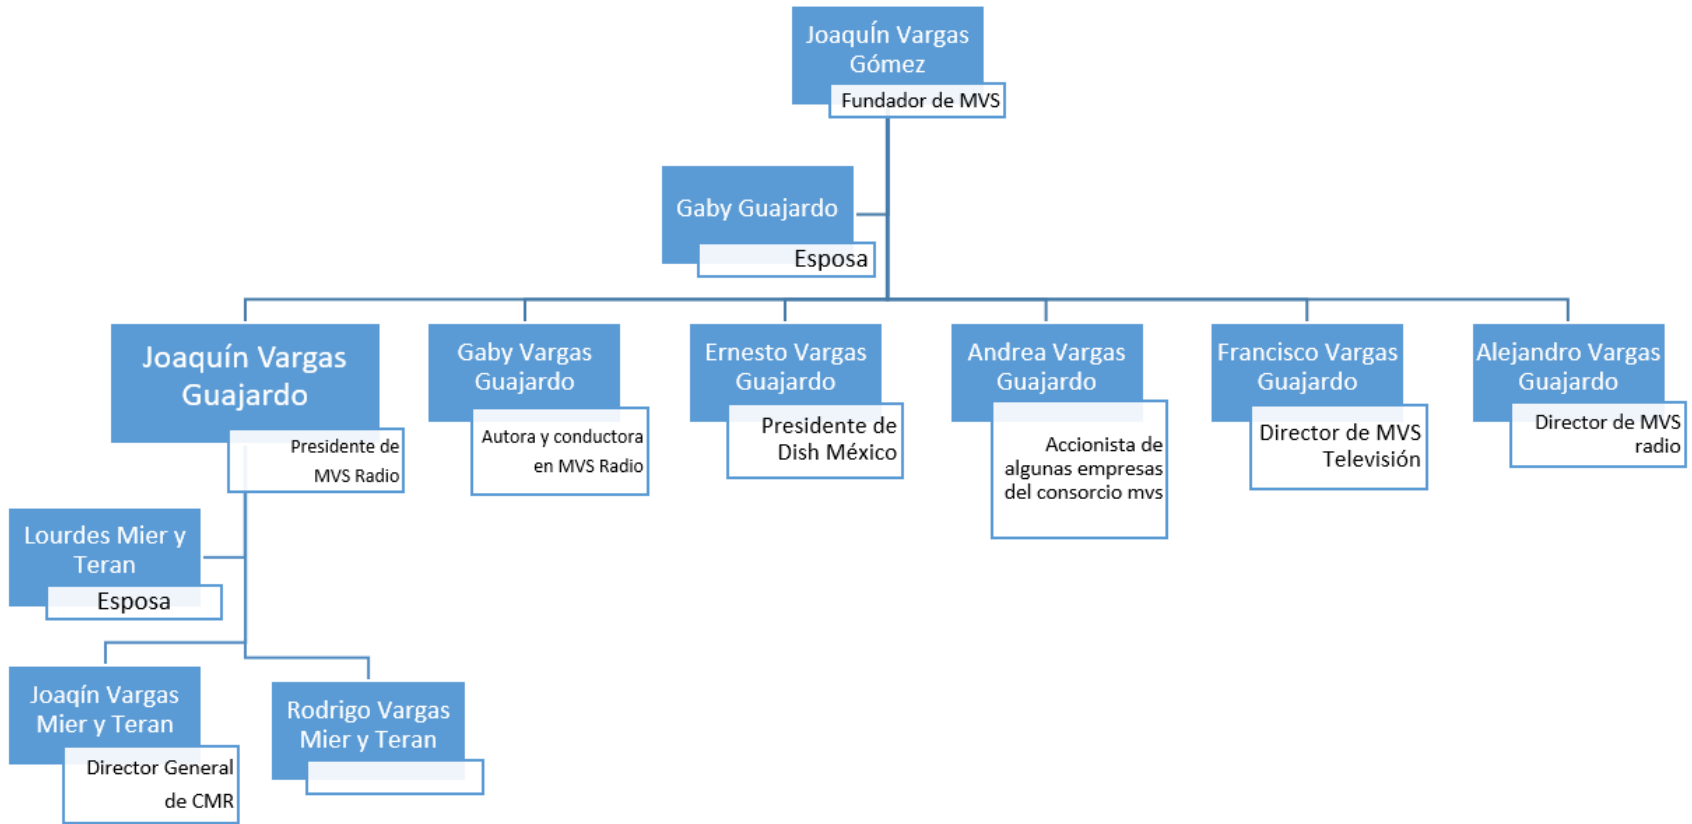 JoaquÍn Vargas
Gómez
Fundador de MVS
Gaby Guajardo
Esposa
Joaquín Vargas
Guajardo
Presidente de
MVS Radio
Gaby Vargas
Guajardo
Autora y conductora
en MVS Radio
Ernesto Vargas
Guajardo
Presidente de
Dish México
Andrea Vargas
Guajardo
Accionista de
algunas empresas
del consorcio mvs
Francisco Vargas
Guajardo
Director de MVS
Televisión
Alejandro Vargas
Guajardo
Director de MVS
radio
Lourdes Mier y
Teran
Esposa
Joaqín Vargas
Mier y Teran
Director General
de CMR
Rodrigo Vargas
Mier y Teran